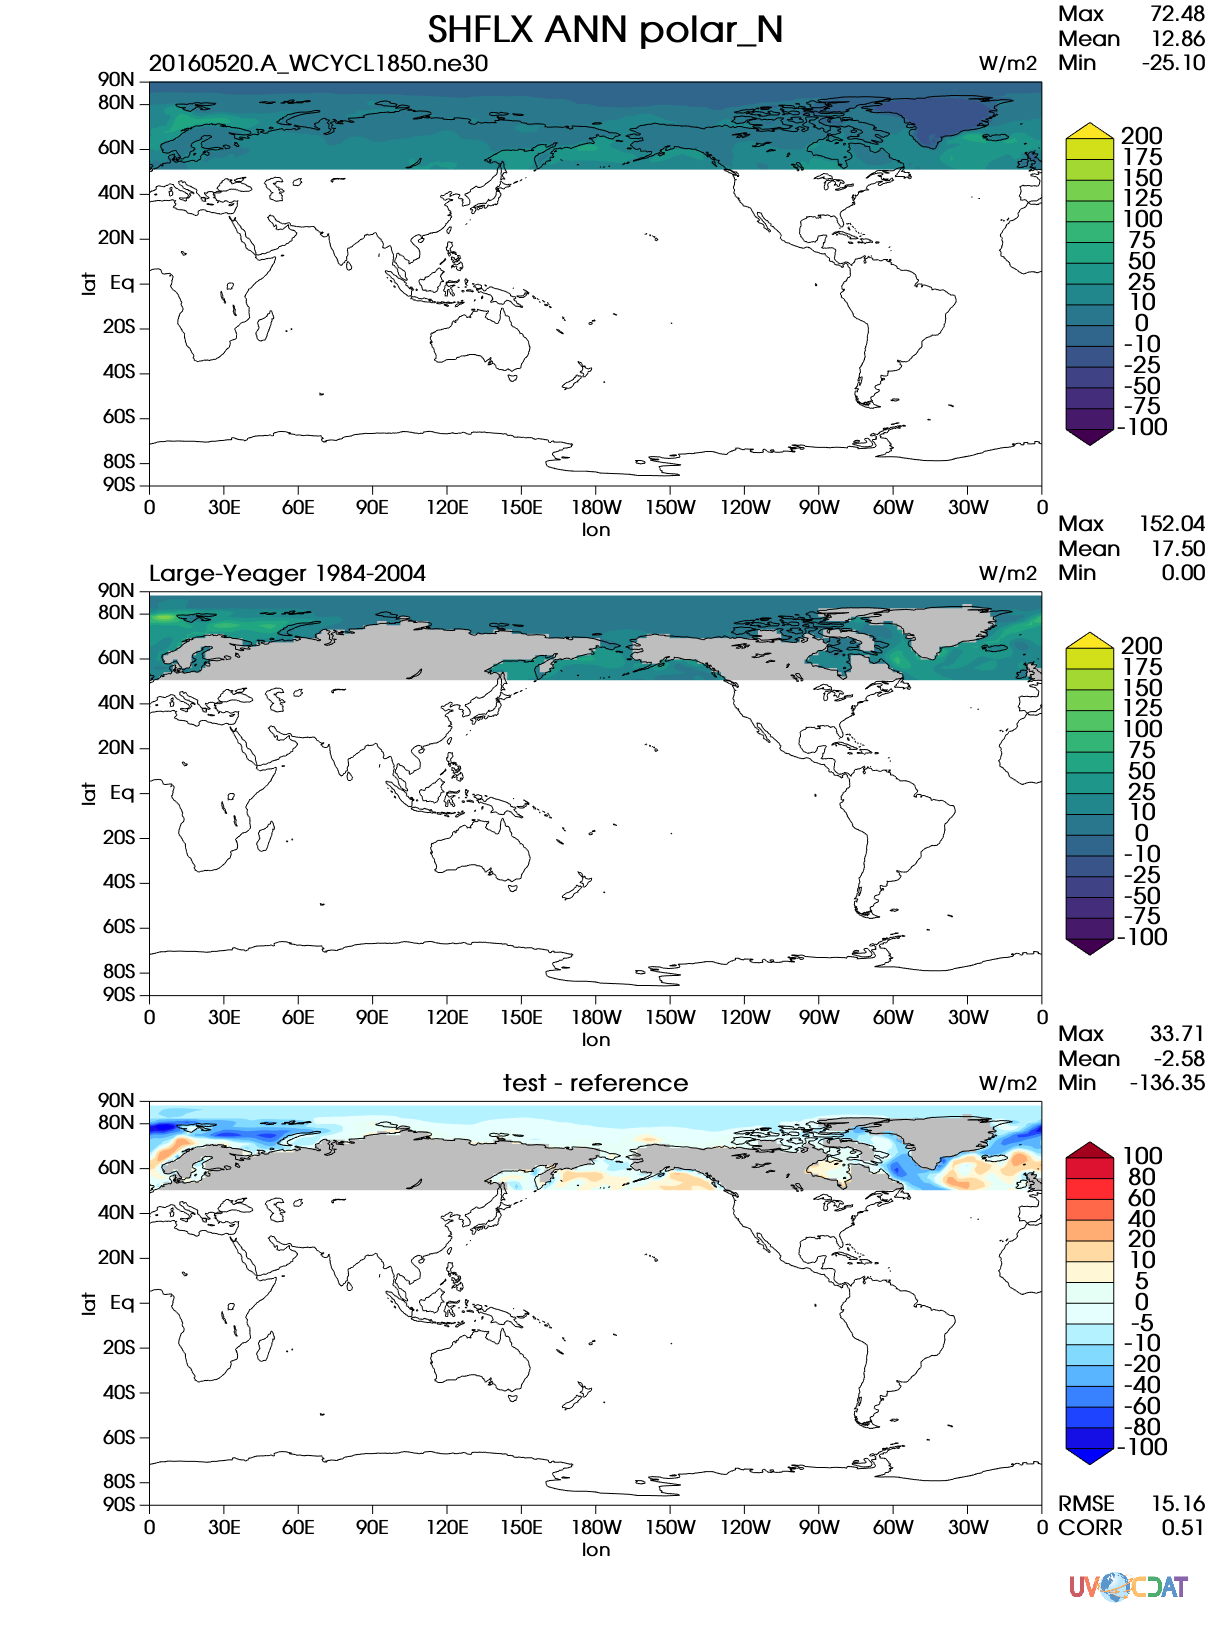 SHFLX ANN polar_N
Max 72.48
Mean 12.86
Min -25.10
20160520.A_WCYCL1850.ne30 W/m2
90N
80N
60N
40N
20N
Eq
20S
40S
60S
80S
90S
lat
0 30E 60E 90E 120E 150E 180W 150W 120W 90W 60W 30W 0
lon
200
175
150
125
100
75
50
25
10
0
-10
-25
-50
-75
-100
Max 152.04
Mean 17.50
Min 0.00
Large-Yeager 1984-2004 W/m2
90N
80N
60N
40N
20N
Eq
20S
40S
60S
80S
90S
lat
0 30E 60E 90E 120E 150E 180W 150W 120W 90W 60W 30W 0
lon
200
175
150
125
100
75
50
25
10
0
-10
-25
-50
-75
-100
Max 33.71
Mean -2.58
Min -136.35
test - reference W/m2
90N
80N
60N
40N
20N
Eq
20S
40S
60S
80S
90S
lat
0 30E 60E 90E 120E 150E 180W 150W 120W 90W 60W 30W 0
lon
100
80
60
40
20
10
5
0
-5
-10
-20
-40
-60
-80
-100
RMSE 15.16
CORR 0.51
UV CDAT